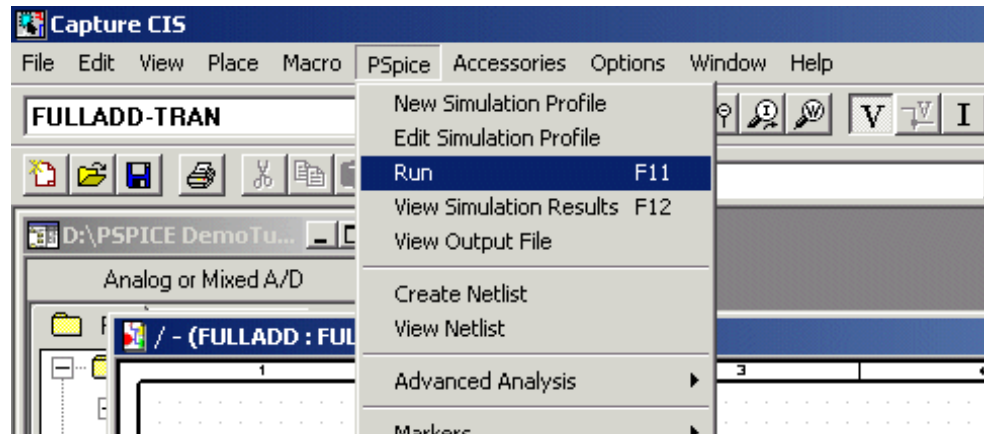 Capture CIS
File Edit View Place Macro PSpice Accessories Options Window Help
FULLADD-TRAN
V I
New Simulation Profile
Edit Simulation Profile
Run F11
View Simulation Results F12
View Output File
Create Netlist
View Netlist
Advanced Analysis
Markers
D:\PSPICE DemoTu...
Analog or Mixed A/D
/ - (FULLADD : FUL
1 3